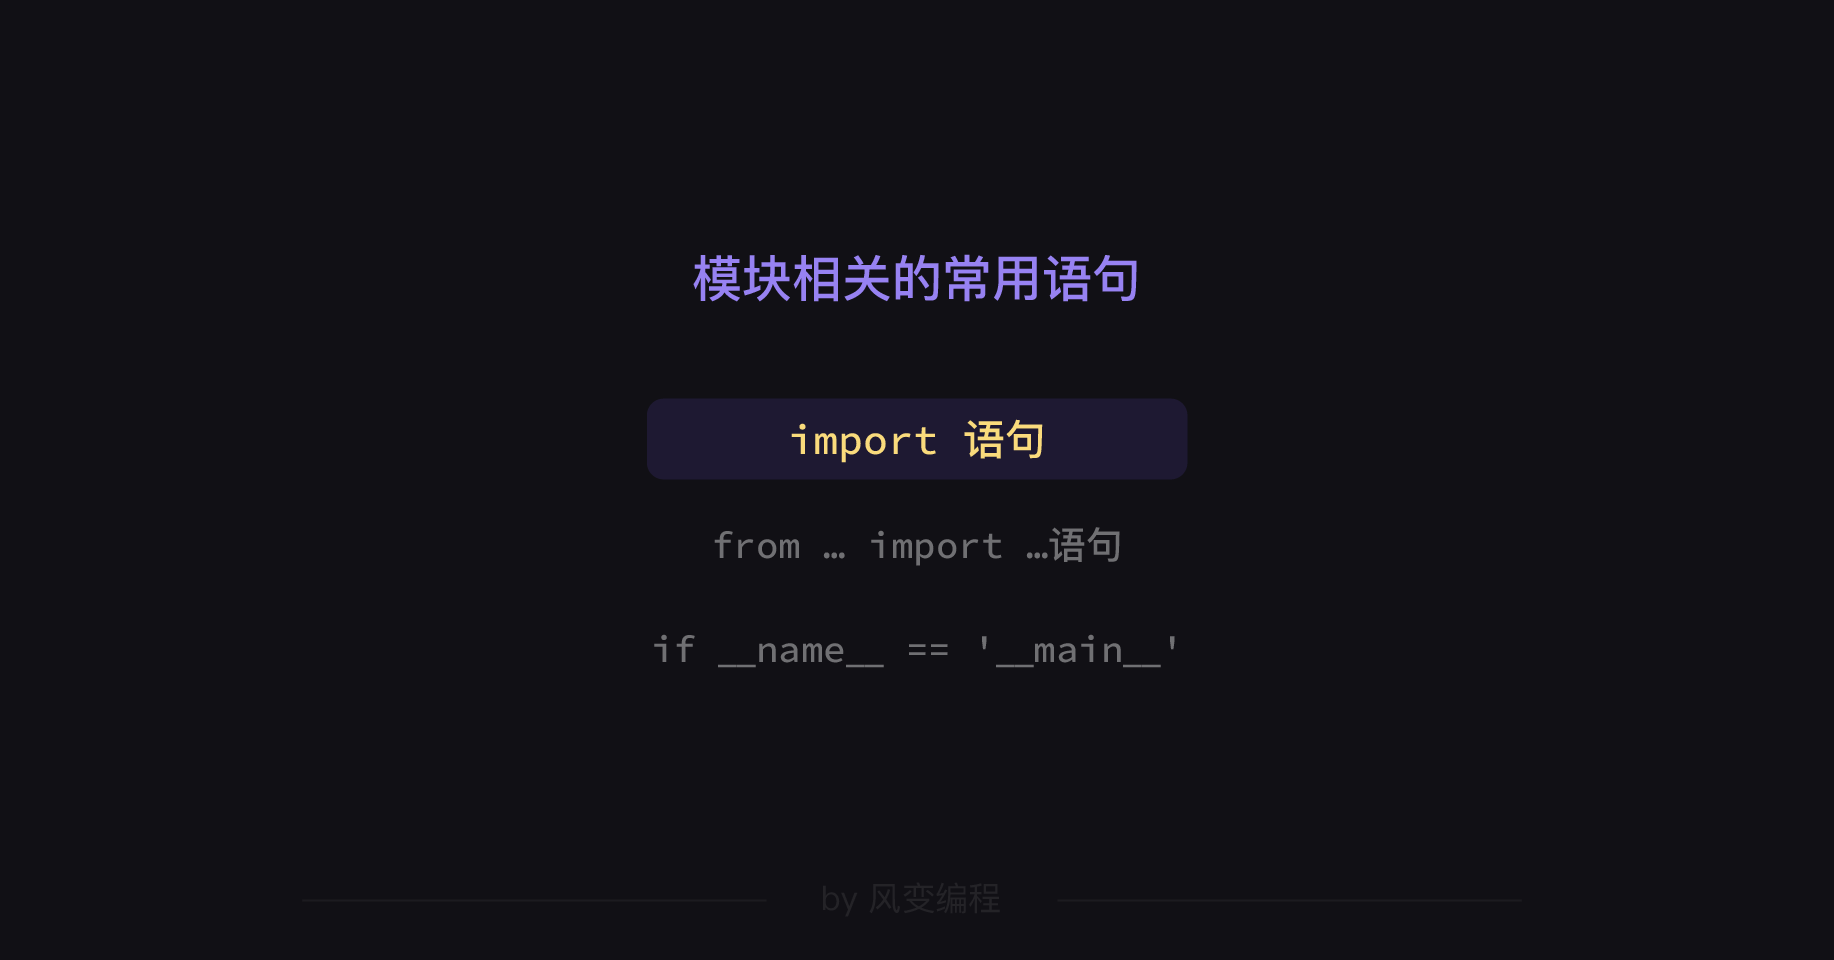 模块相关的常用语句
import 语句
from … import …语句
if __name__ == '__main__'
by 风变编程